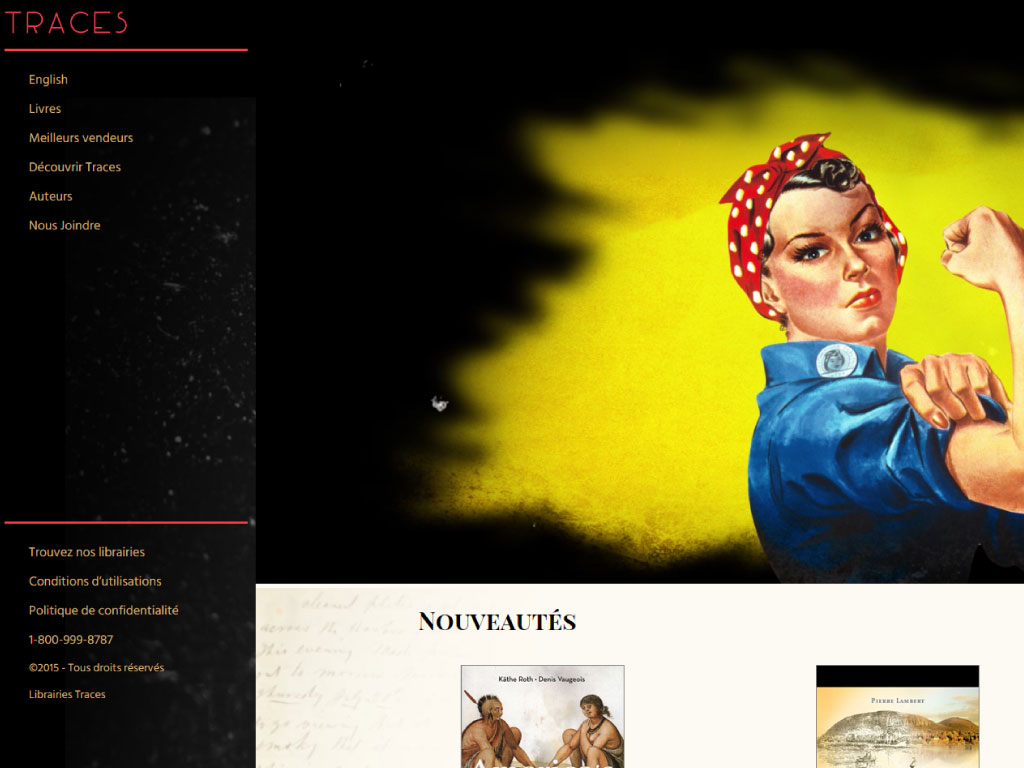 TRACES
English
Livres
Meilleurs vendeurs
Découvrir Traces
Auteurs
Nous Joindre
Trouvez nos librairies
Conditions d'utilisations
Politique de confidentialité
1-800-999-8787
©2015 - Tous droits réservés
Librairies Traces
Nouveautés
Käthe Roth • Denis Vaugeois
Pierre Lambert